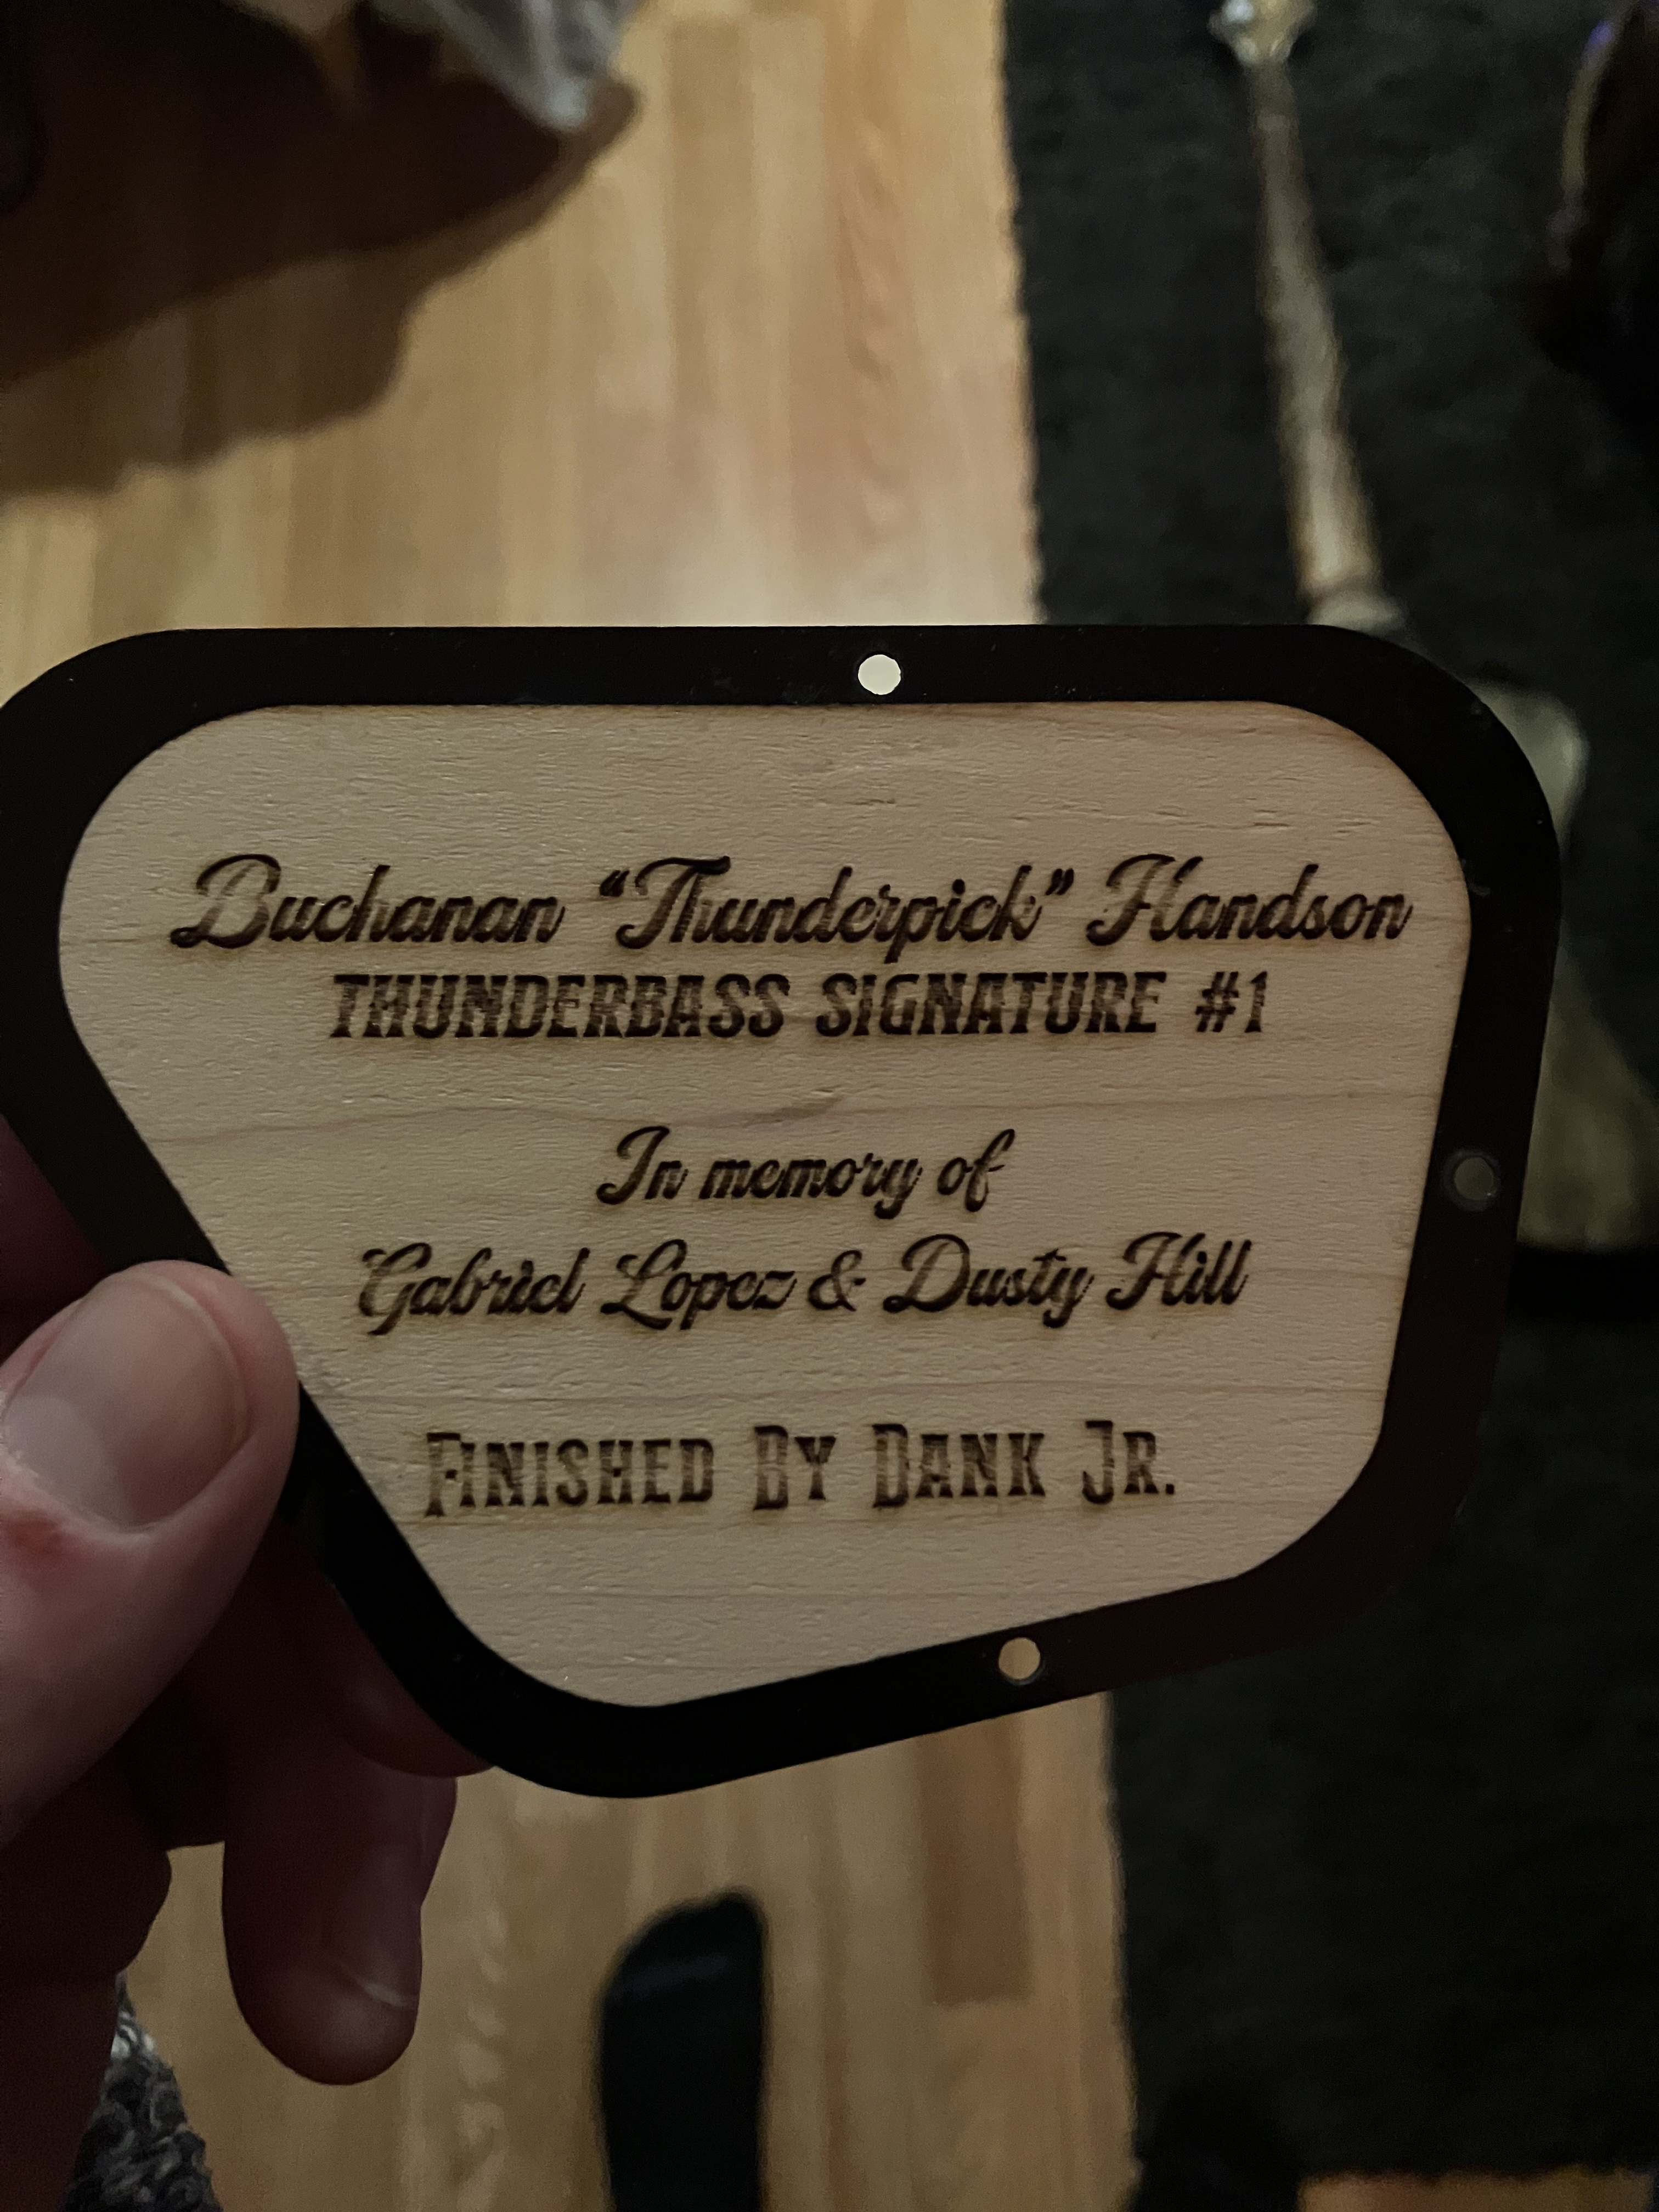 Buchanan “Thunderpick” Handson
THUNDERBASS SIGNATURE #1
In memory of
Gabriel Lopez & Dusty Hill
FINISHED BY DANK JR.